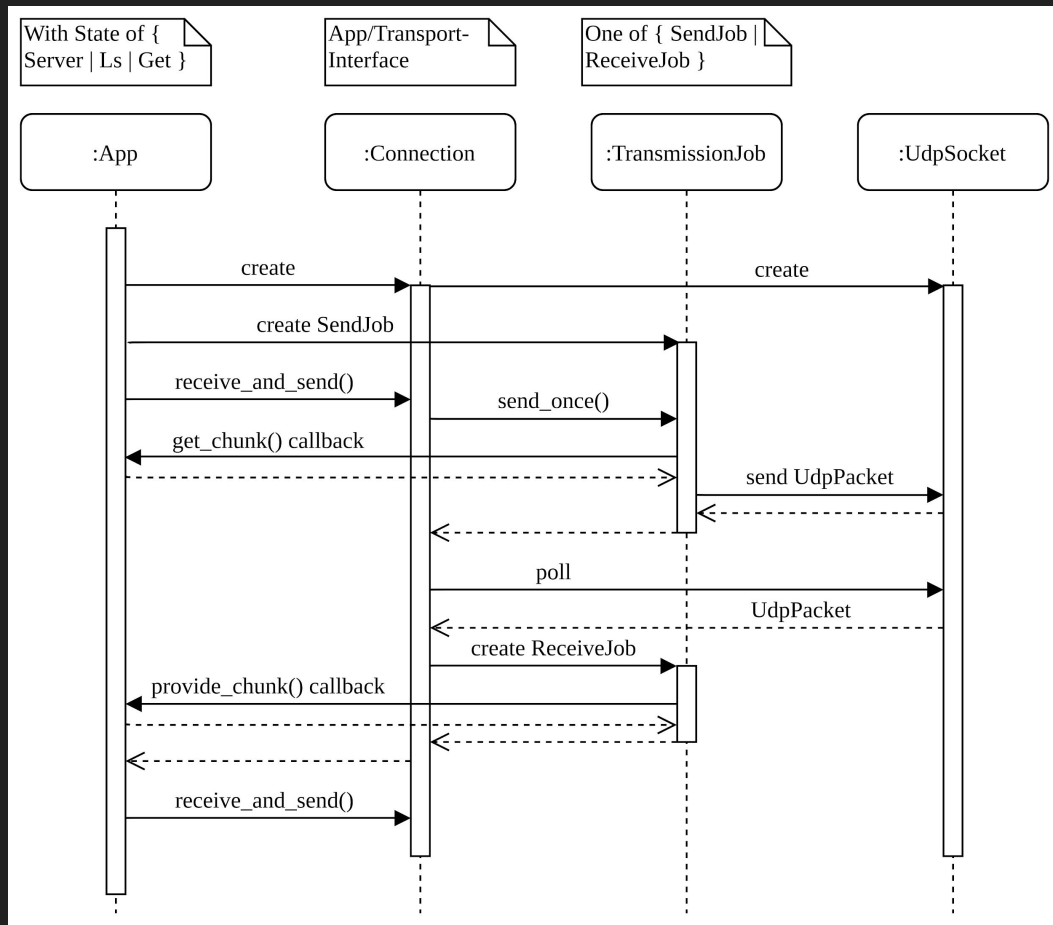 With State of {
Server | Ls | Get }
App/Transport-
Interface
One of { SendJob |
ReceiveJob }
:App
:Connection
:TransmissionJob
:UdpSocket
create
create
create SendJob
receive_and_send()
send_once()
get_chunk() callback
send UdpPacket
poll
UdpPacket
create ReceiveJob
provide_chunk() callback
receive_and_send()